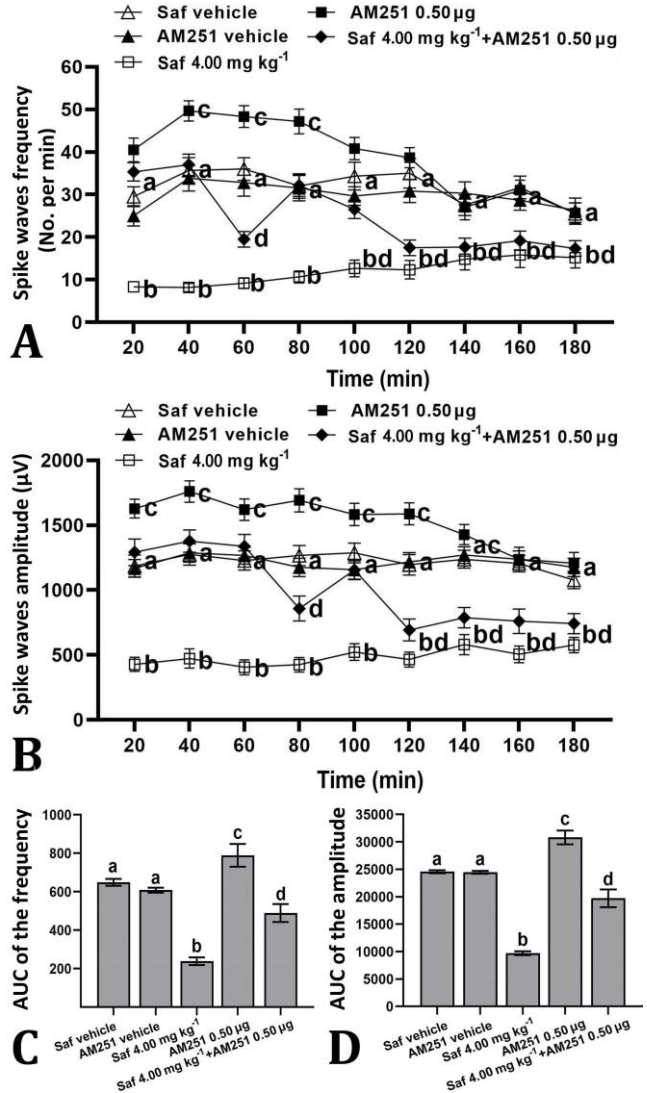 Saf vehicle AM251 0.50 µg
AM251 vehicle Saf 4.00 mg kg⁻¹+AM251 0.50 µg
Saf 4.00 mg kg⁻¹
Spike waves frequency
(No. per min)
60
50
40
30
20
10
0
c c c
a a a a a a a
d
b b b b bd bd bd bd bd
20 40 60 80 100 120 140 160 180
Time (min)
A
Saf vehicle AM251 0.50 µg
AM251 vehicle Saf 4.00 mg kg⁻¹+AM251 0.50 µg
Saf 4.00 mg kg⁻¹
Spike waves amplitude (µV)
2000
1500
1000
500
0
c c c c c c ac
a a a a a a a a
d
b b b b b bd bd bd bd
20 40 60 80 100 120 140 160 180
Time (min)
B
AUC of the frequency
1000
800
600
400
200
a a b c d
Saf vehicle
AM251 vehicle
Saf 4.00 mg kg⁻¹
AM251 0.50 µg
Saf 4.00 mg kg⁻¹+AM251 0.50 µg
C
AUC of the amplitude
35000
30000
25000
20000
15000
10000
5000
0
a a b c d
Saf vehicle
AM251 vehicle
Saf 4.00 mg kg⁻¹
AM251 0.50 µg
Saf 4.00 mg kg⁻¹+AM251 0.50 µg
D